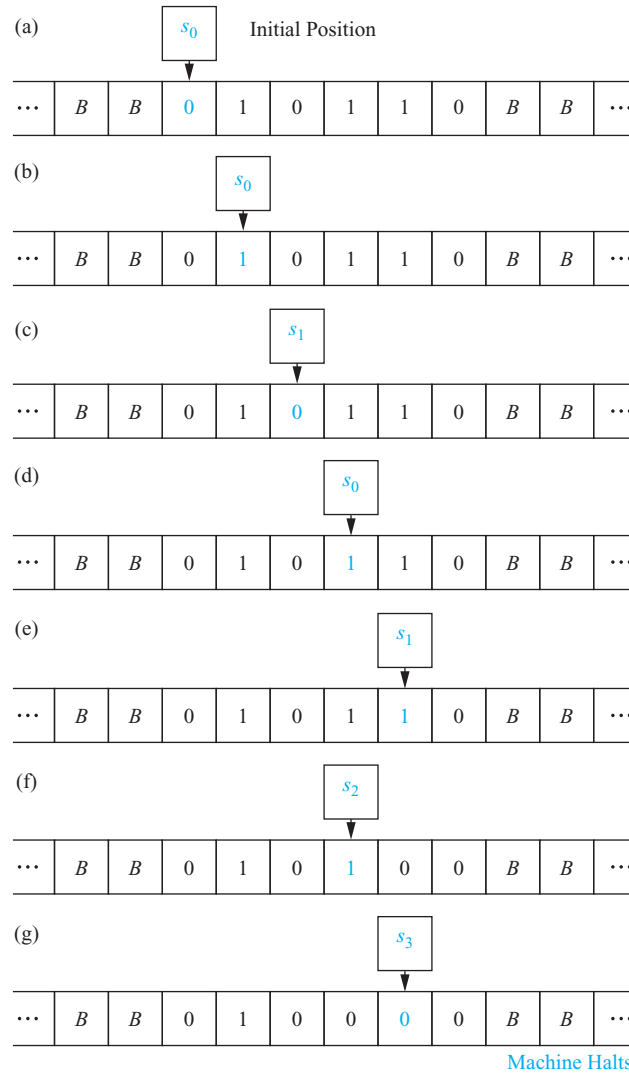 (a) s₀ Initial Position
... B B 0 1 0 1 1 0 B B ...
(b) s₀
... B B 0 1 0 1 1 0 B B ...
(c) s₁
... B B 0 1 0 1 1 0 B B ...
(d) s₀
... B B 0 1 0 1 1 0 B B ...
(e) s₁
... B B 0 1 0 1 1 0 B B ...
(f) s₂
... B B 0 1 0 1 0 0 B B ...
(g) s₃
... B B 0 1 0 0 0 0 B B ...
Machine Halts